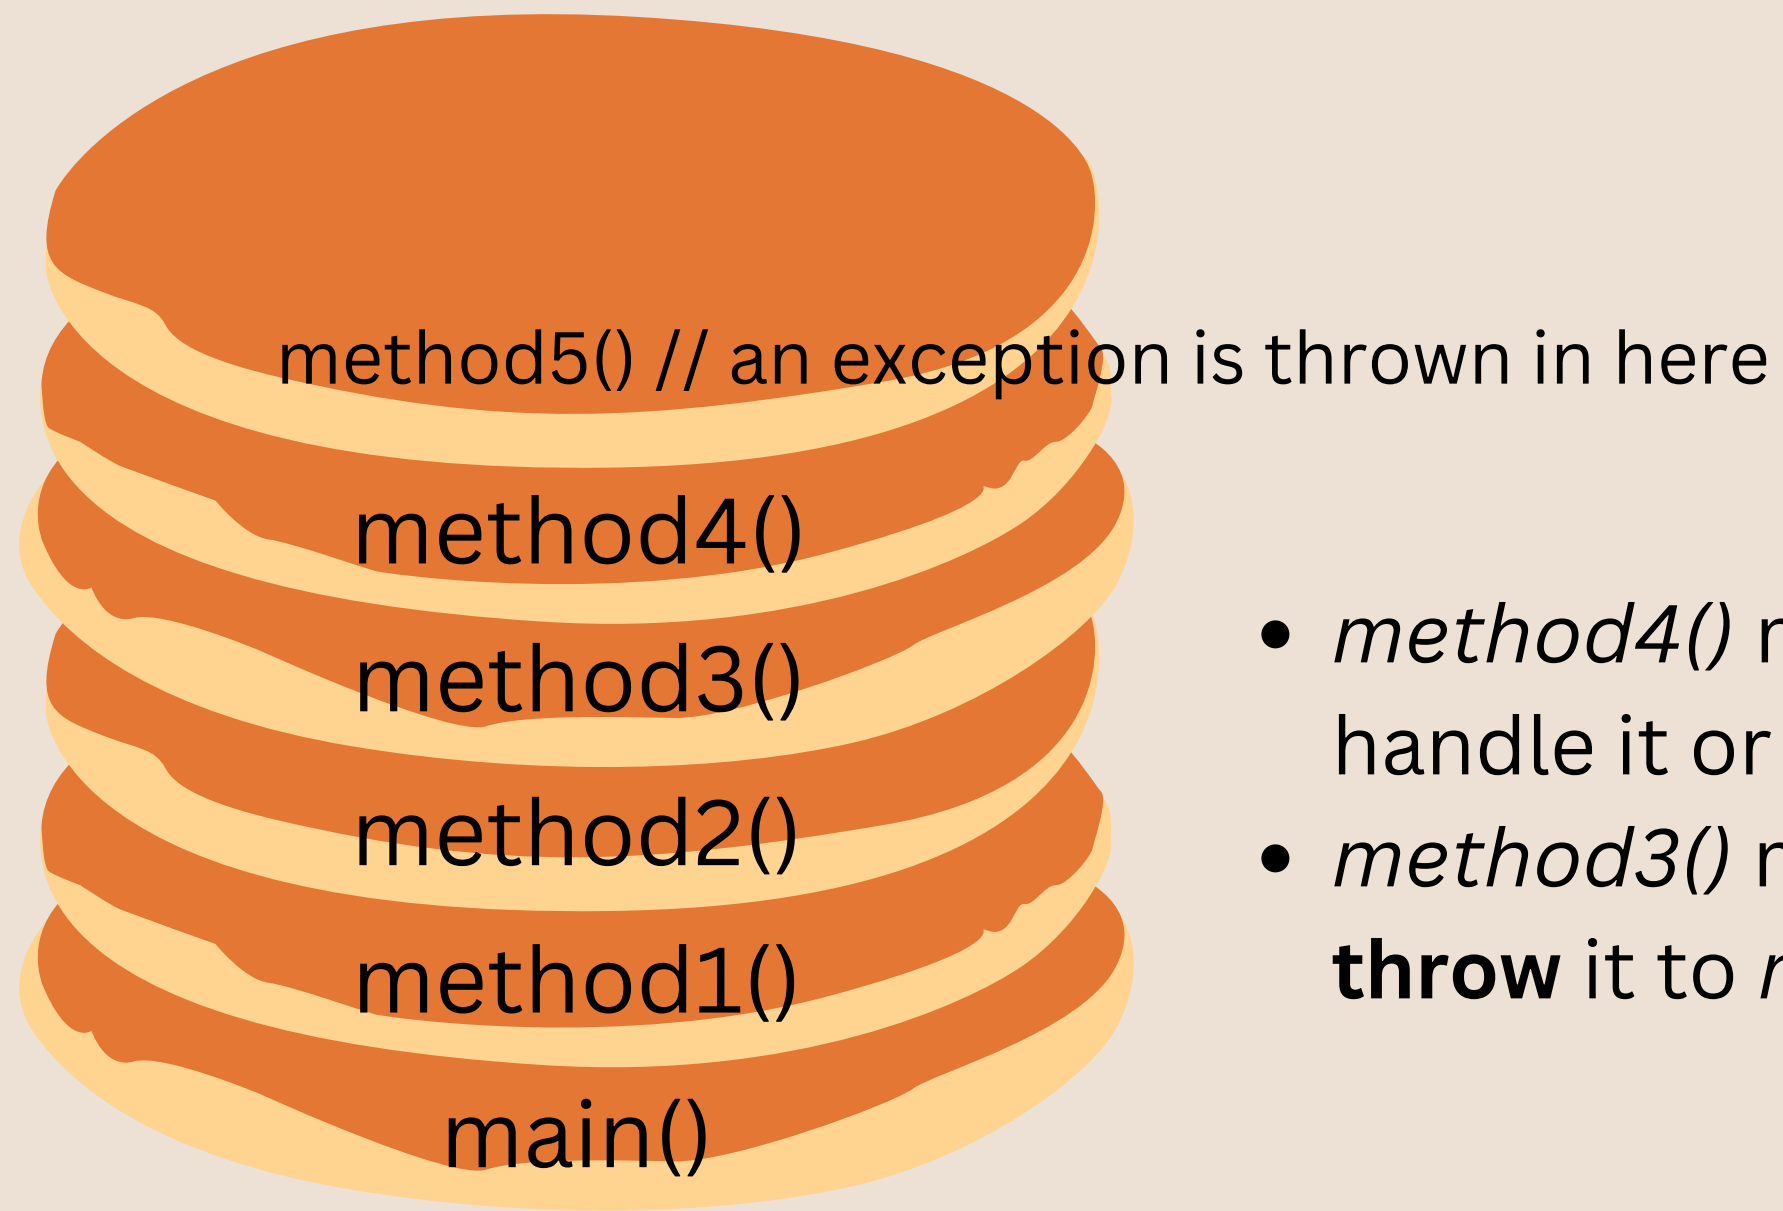 method5() // an exception is thrown in here
method4()
method3()
method2()
method1()
main()
• method4()
handle it or
• method3()
throw it to